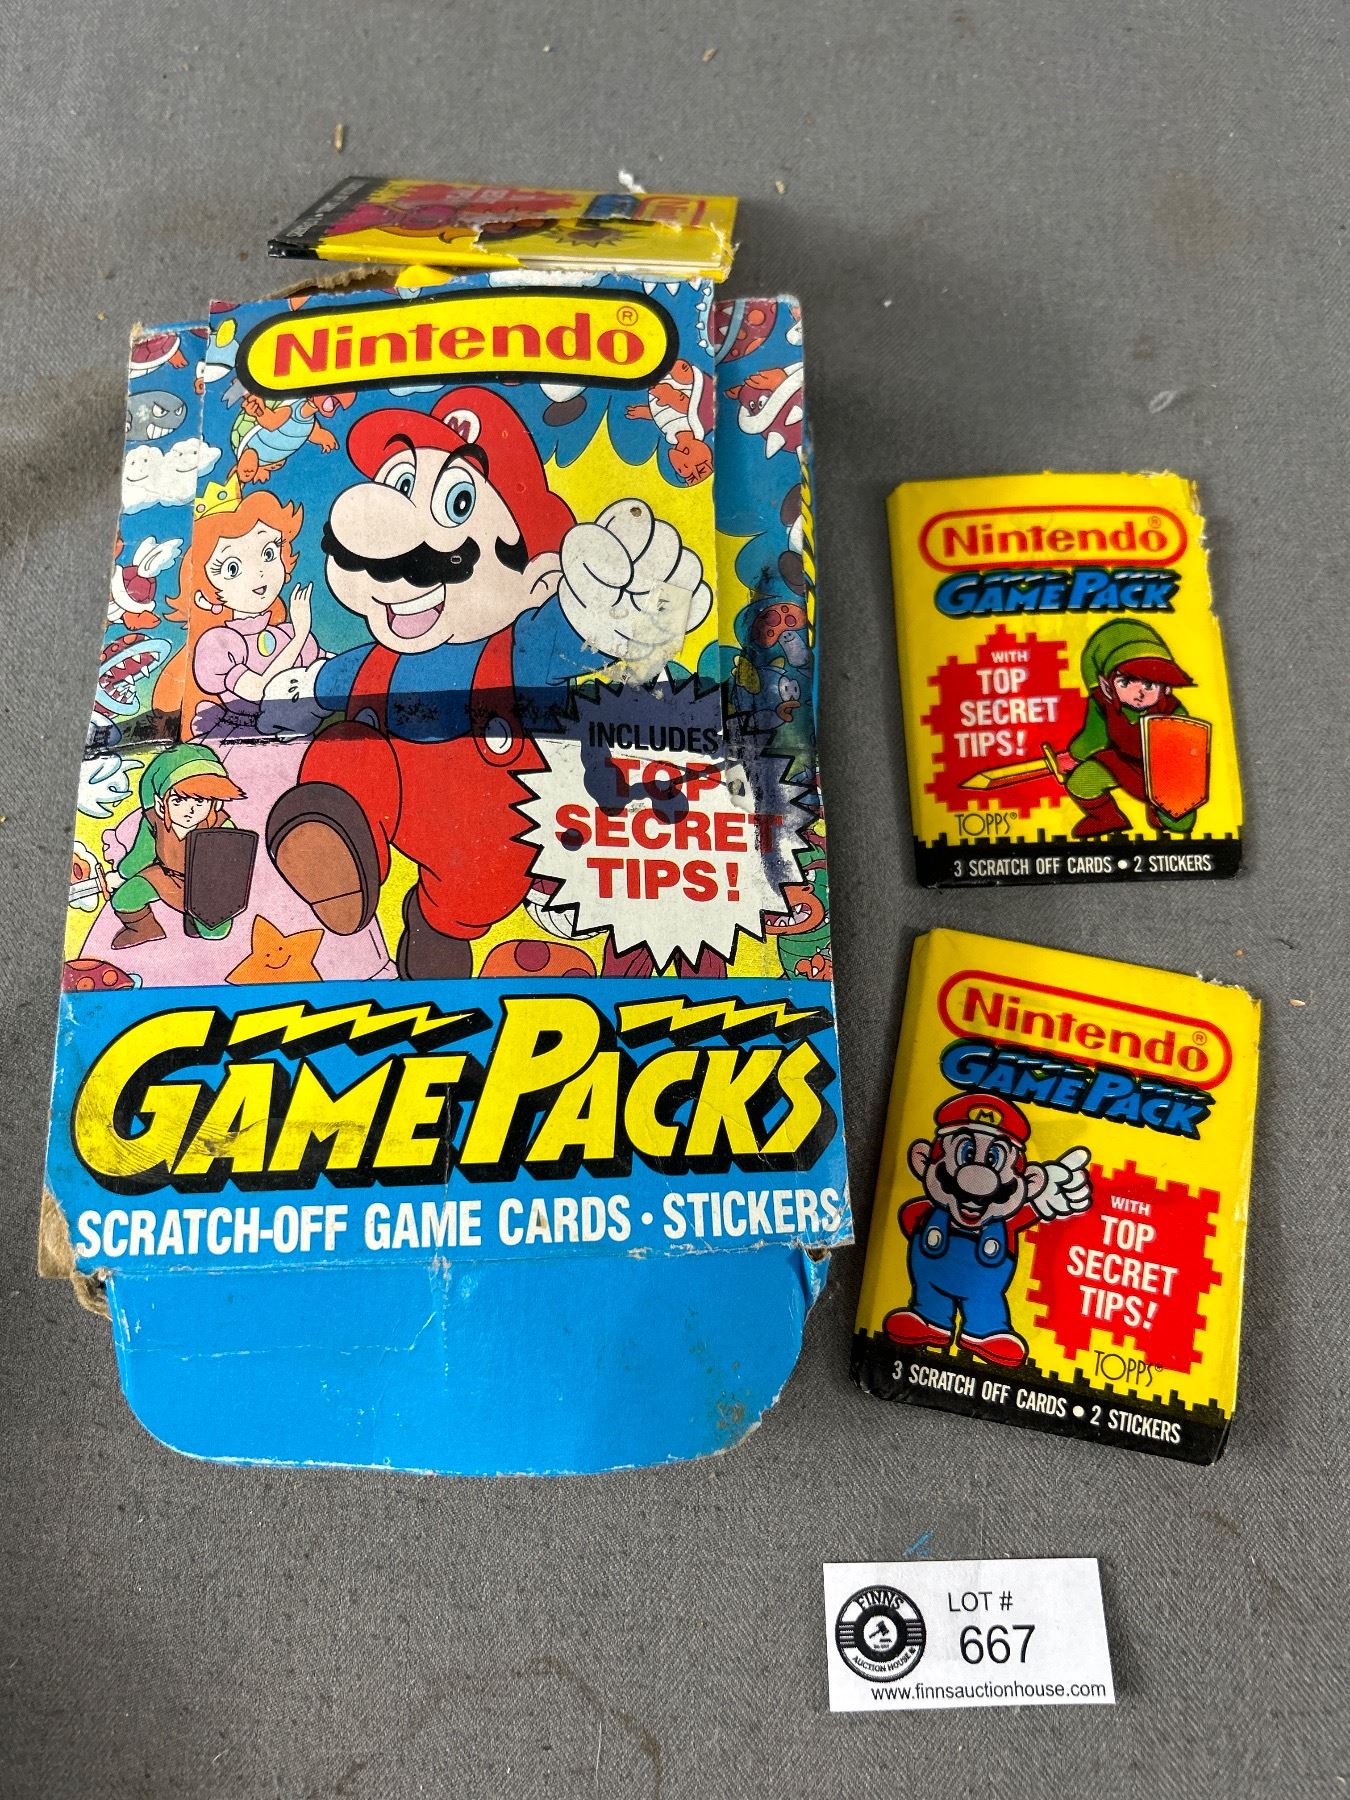 Nintendo®
INCLUDES
TOP
SECRET
TIPS!
GAME PACKS
SCRATCH-OFF GAME CARDS · STICKERS
Nintendo®
GAME PACK
WITH
TOP
SECRET
TIPS!
TOPPS®
3 SCRATCH OFF CARDS • 2 STICKERS
Nintendo®
GAME PACK
WITH
TOP
SECRET
TIPS!
TOPPS®
3 SCRATCH OFF CARDS • 2 STICKERS
FINNS
AUCTION HOUSE
LOT #
667
www.finnsauctionhouse.com